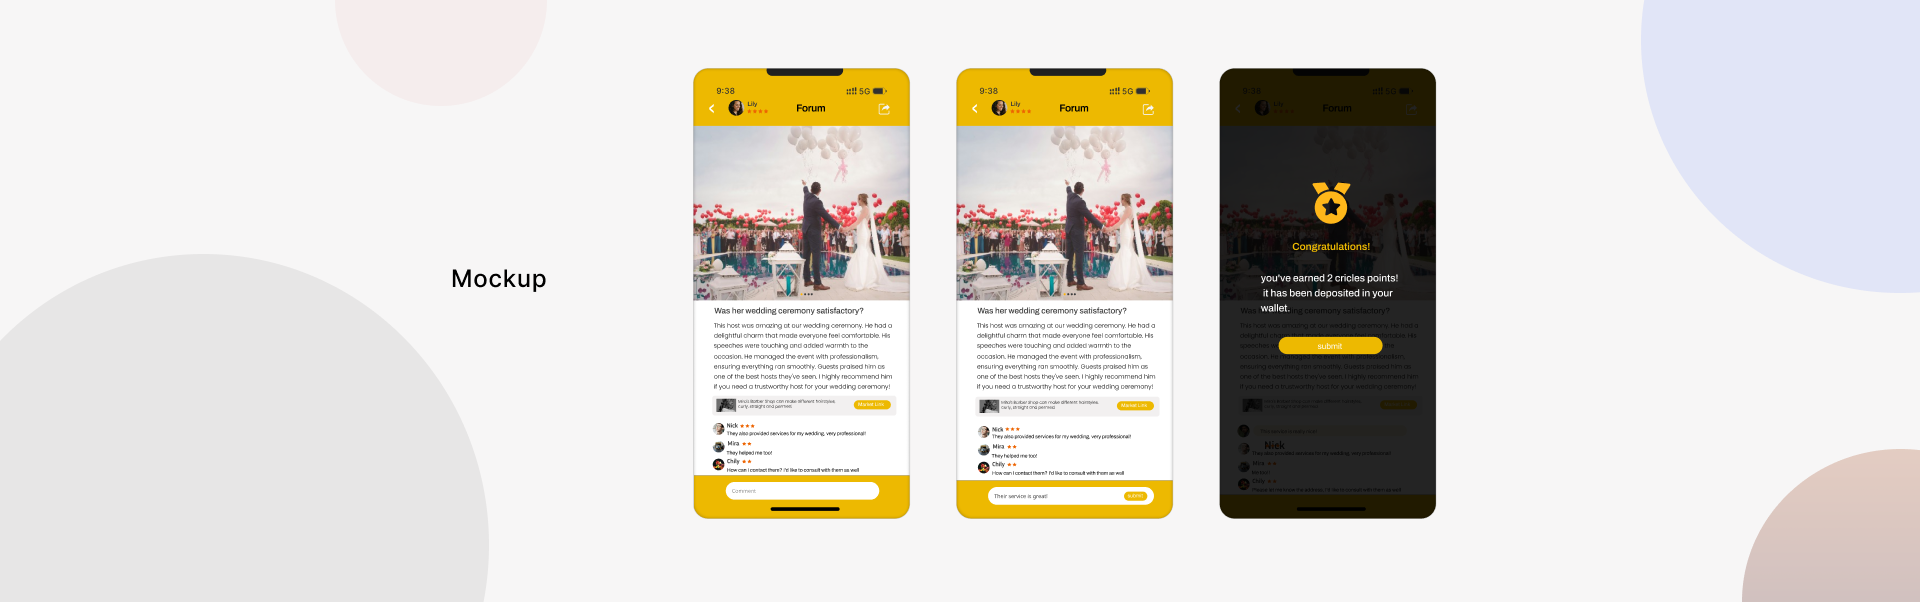 Mockup
9:38
5G
Lily
Forum
Was her wedding ceremony satisfactory?
This host was amazing at our wedding ceremony. He had a
delightful charm that made everyone feel comfortable. His
speeches were touching and added warmth to the
occasion. He managed the event with professionalism,
ensuring everything ran smoothly. Guests praised him as
one of the best hosts they've seen. I highly recommend him
if you need a trustworthy host for your wedding ceremony!
Barber shop can make different hairstyles,
curly, straight and permed.
Market Link
Nick
They also provided services for my wedding, very professional!
Mira
They helped me too!
Chily
How can I contact them? I'd like to consult with them as well
Comment
9:38
5G
Lily
Forum
Was her wedding ceremony satisfactory?
This host was amazing at our wedding ceremony. He had a
delightful charm that made everyone feel comfortable. His
speeches were touching and added warmth to the
occasion. He managed the event with professionalism,
ensuring everything ran smoothly. Guests praised him as
one of the best hosts they've seen. I highly recommend him
if you need a trustworthy host for your wedding ceremony!
Barber shop can make different hairstyles,
curly, straight and permed.
Market Link
Nick
They also provided services for my wedding, very professional!
Mira
They helped me too!
Chily
How can I contact them? I'd like to consult with them as well
Their service is great!
submit
9:38
5G
Lily
Forum
Congratulations!
you've earned 2 cricles points!
it has been deposited in your
wallet.
submit
Nick
Mira
Chily